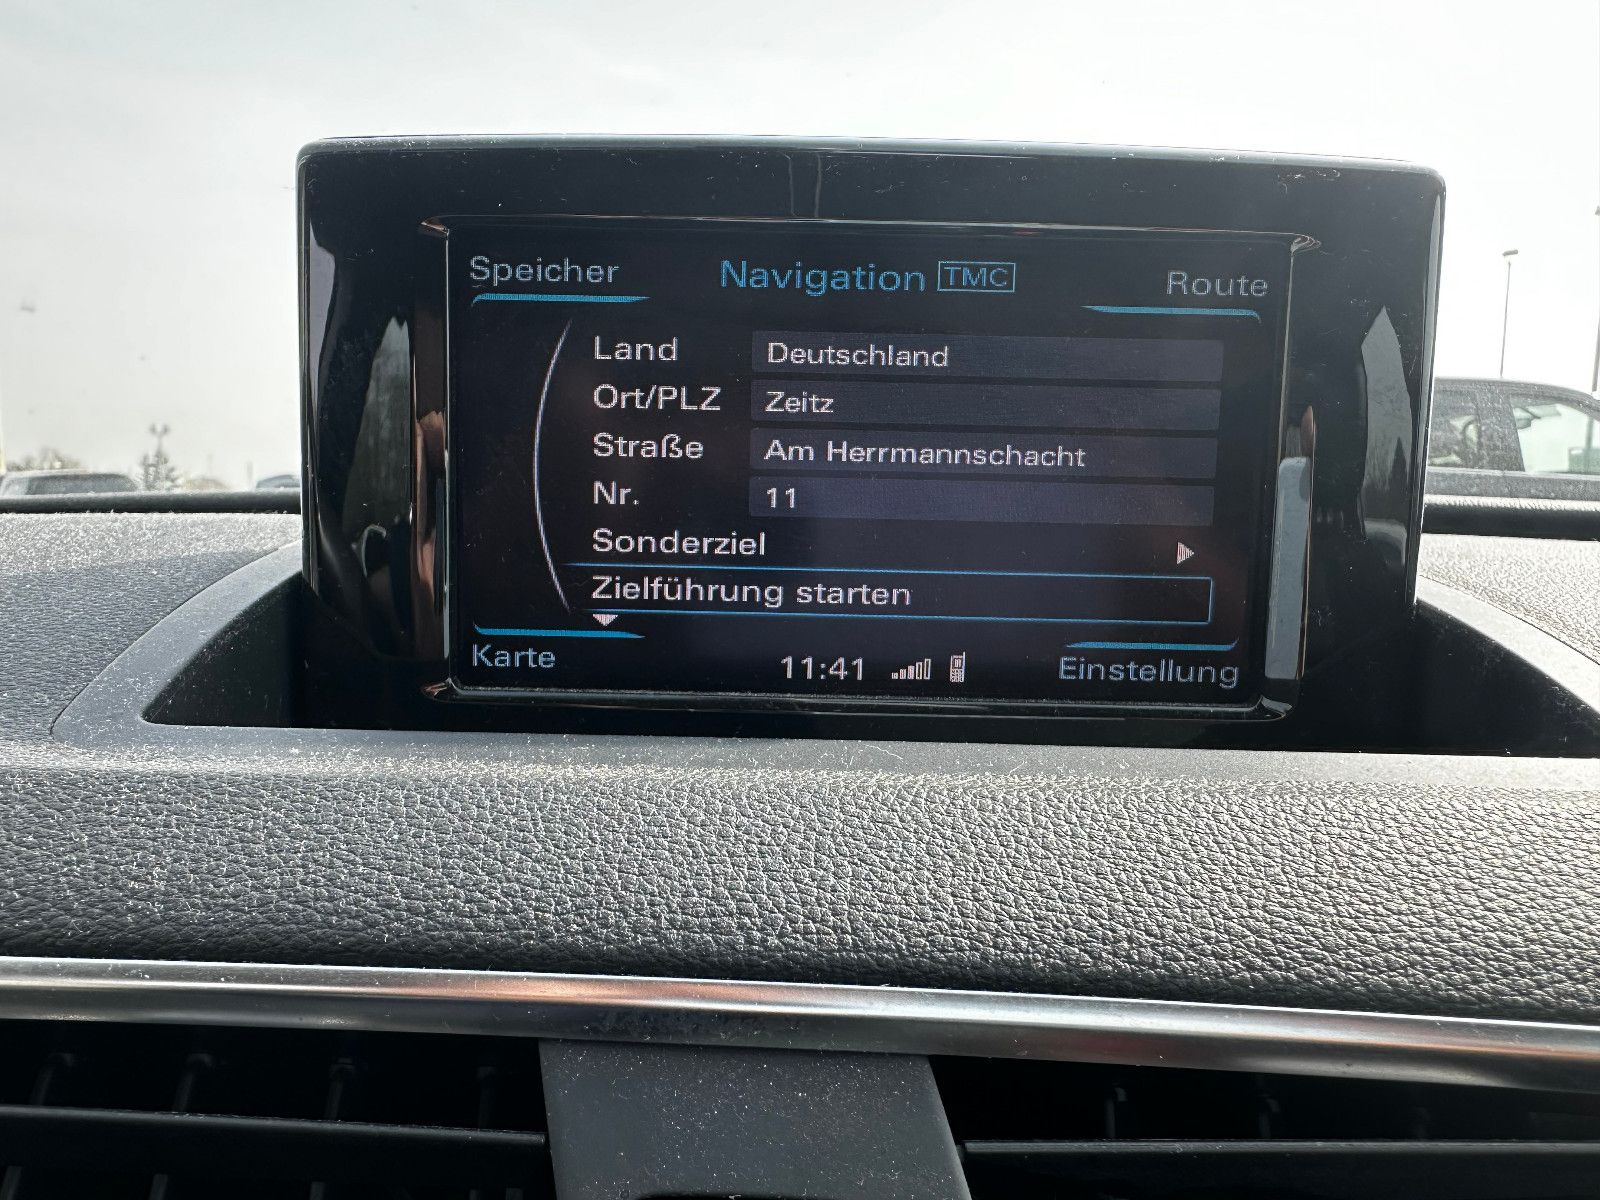 Speicher Navigation TMC Route
Land Deutschland
Ort/PLZ Zeitz
Straße Am Herrmannschacht
Nr. 11
Sonderziel
Zielführung starten
Karte 11:41 Einstellung